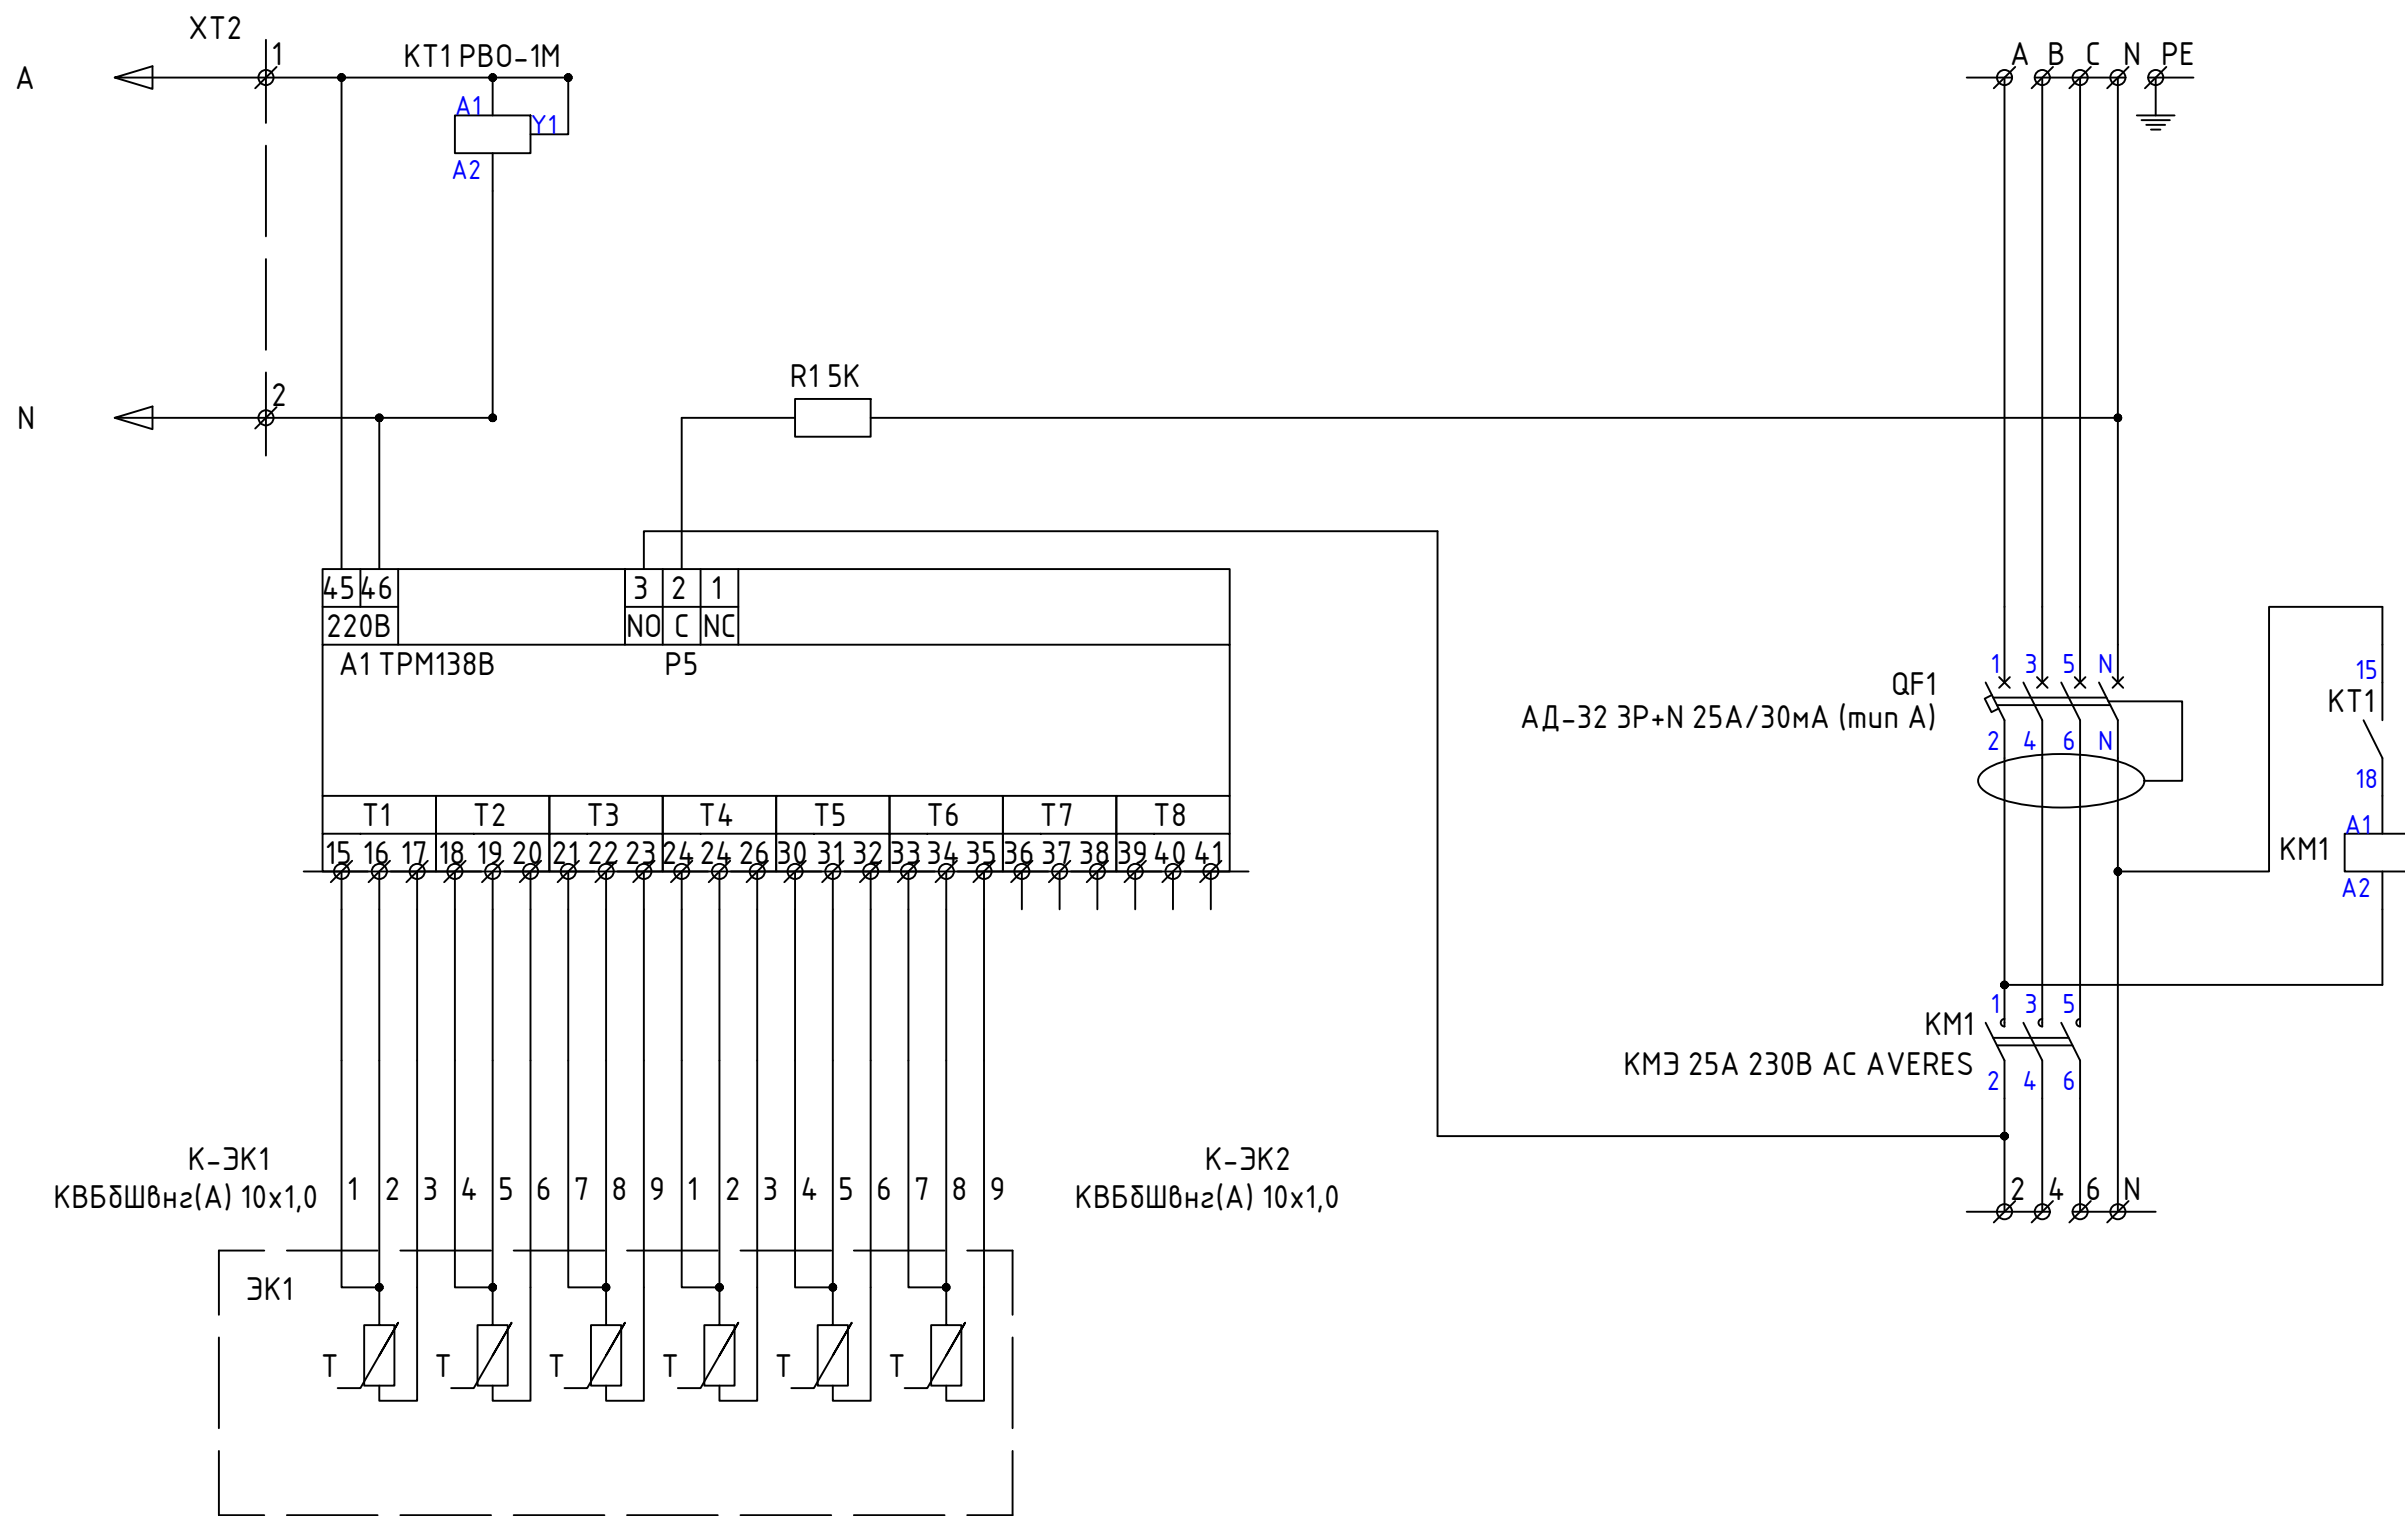 XT2
1
KT1 PBO-1M
A
A1
Y1
A2
2
N
R1 5K
A B C N PE
45 46 3 2 1
220В NO C NC
A1 ТРМ138В P5
T1 T2 T3 T4 T5 T6 T7 T8
15 16 17 18 19 20 21 22 23 24 24 26 30 31 32 33 34 35 36 37 38 39 40 41
1 3 5 N
QF1
АД-32 3P+N 25А/30мА (тип А)
2 4 6 N
15
KT1
18
A1
KM1
A2
1 3 5
KM1
КМЭ 25А 230В АС AVERES
2 4 6
К-ЭК1
КВБбШвнг(А) 10х1,0
1 2 3 4 5 6 7 8 9 1 2 3 4 5 6 7 8 9
К-ЭК2
КВБбШвнг(А) 10х1,0
2 4 6 N
ЭК1
T T T T T T